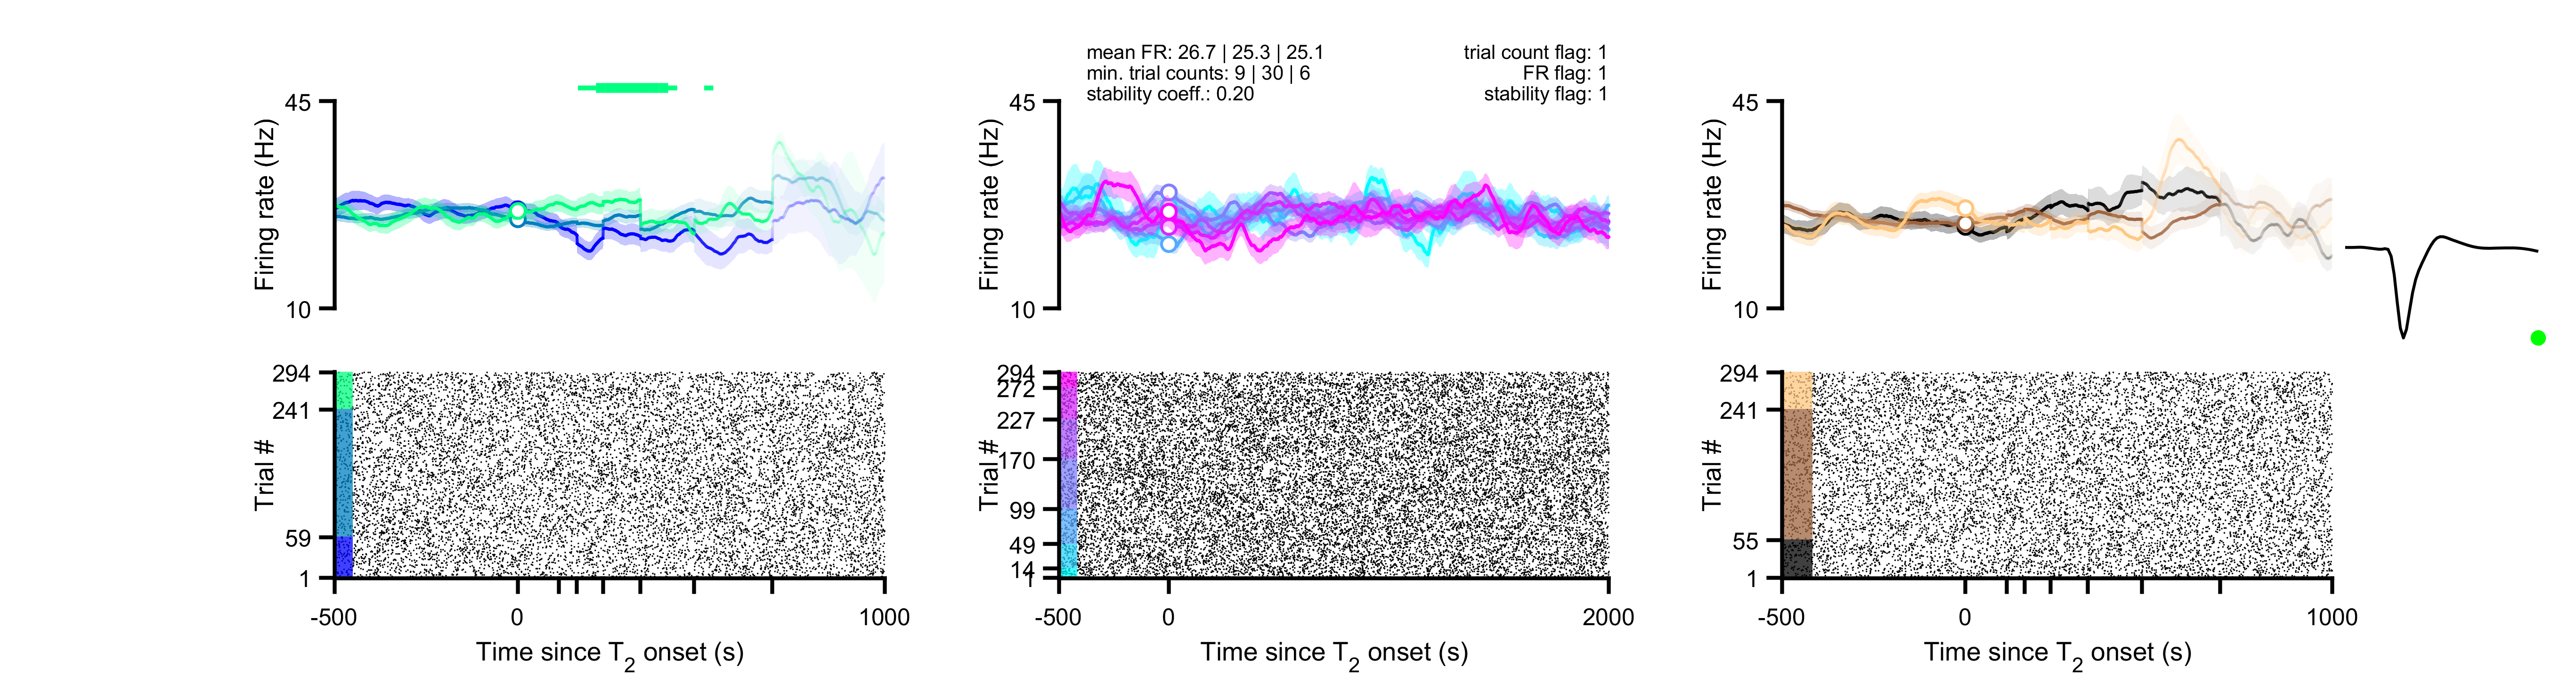 mean FR: 26.7 | 25.3 | 25.1
min. trial counts: 9 | 30 | 6
stability coeff.: 0.20
trial count flag: 1
FR flag: 1
stability flag: 1
45
Firing rate (Hz)
10
45
Firing rate (Hz)
10
45
Firing rate (Hz)
10
294
241
Trial #
59
1
-500
0
1000
Time since T2 onset (s)
294
272
227
Trial #
170
99
49
14
1
-500
0
2000
Time since T2 onset (s)
294
241
Trial #
55
1
-500
0
1000
Time since T2 onset (s)